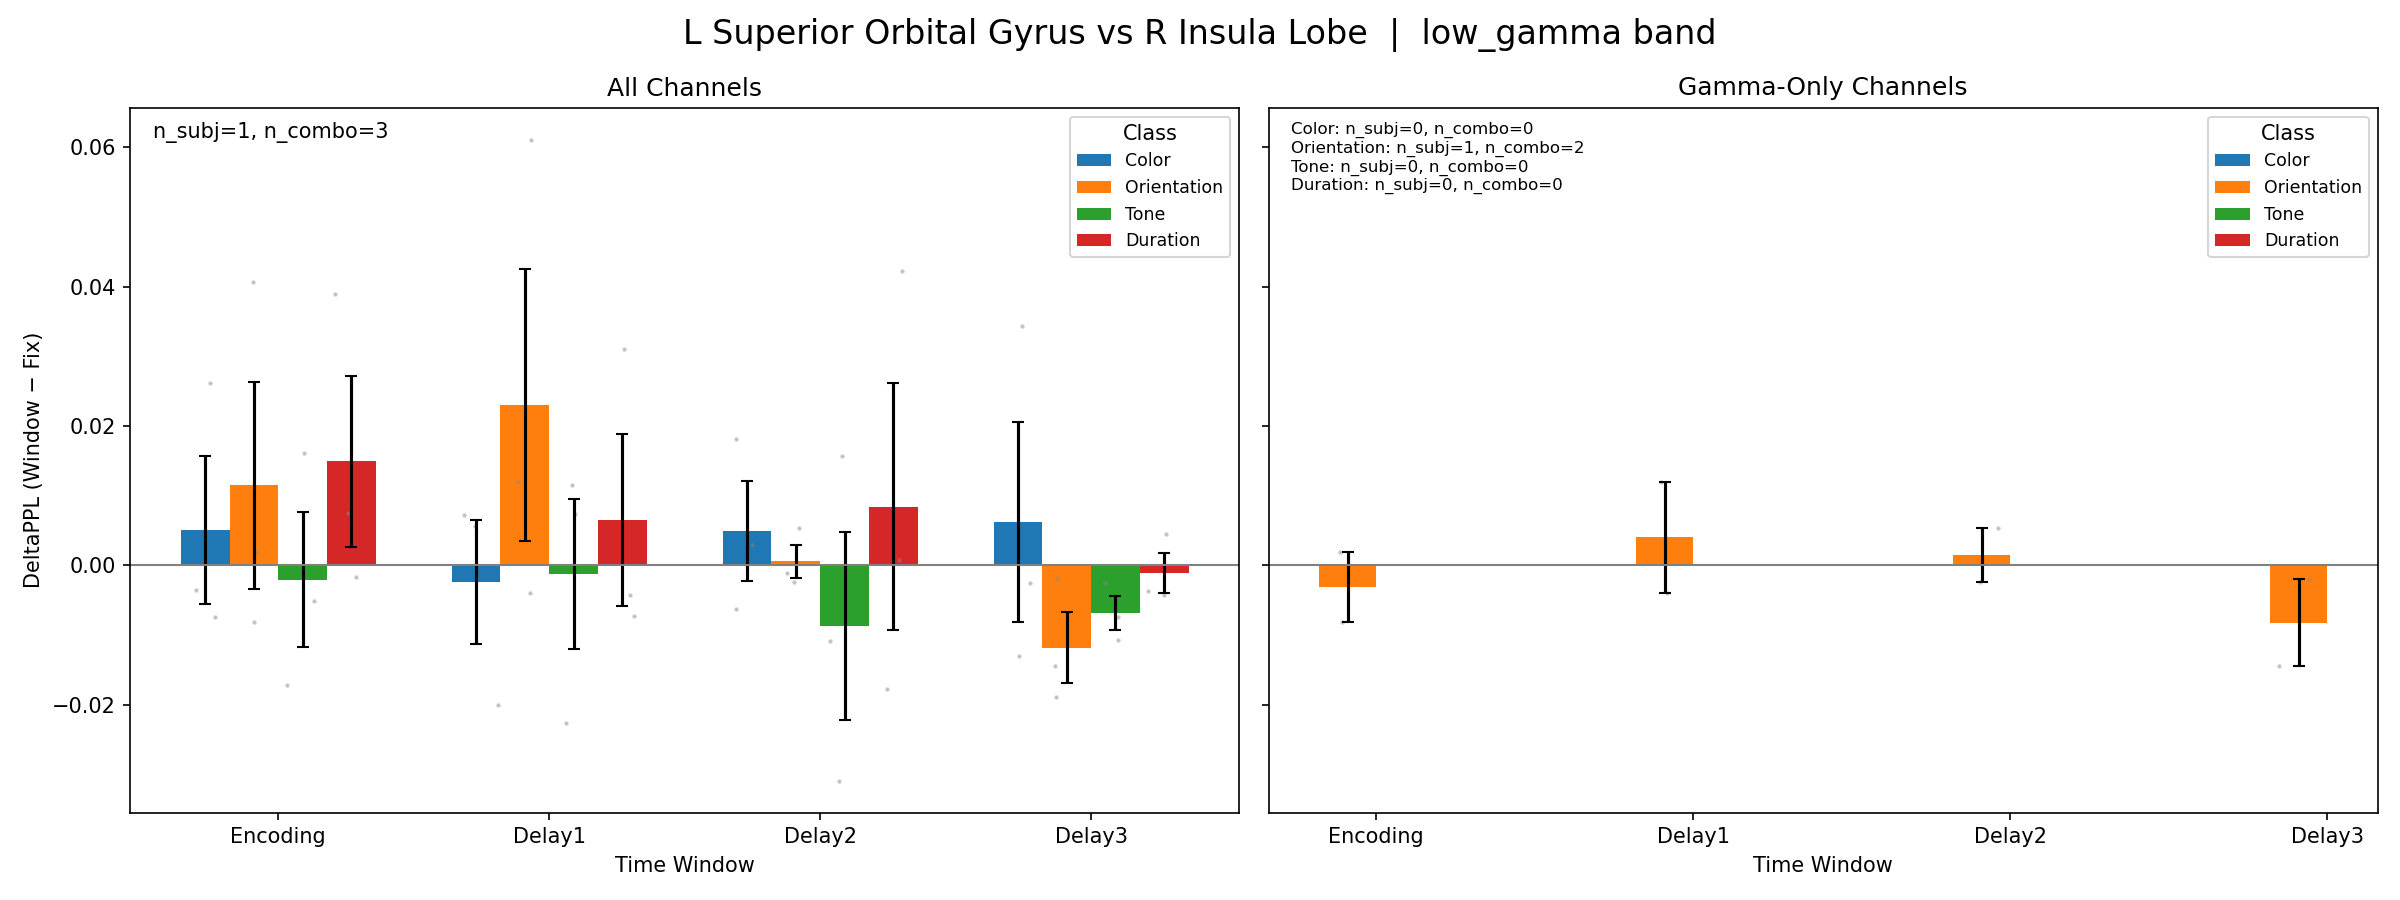 L Superior Orbital Gyrus vs R Insula Lobe | low_gamma band
All Channels
n_subj=1, n_combo=3
Class
Color
Orientation
Tone
Duration
0.06
0.04
0.02
0.00
−0.02
DeltaPPL (Window − Fix)
Encoding
Delay1
Delay2
Delay3
Time Window
Gamma-Only Channels
Color: n_subj=0, n_combo=0
Orientation: n_subj=1, n_combo=2
Tone: n_subj=0, n_combo=0
Duration: n_subj=0, n_combo=0
Class
Color
Orientation
Tone
Duration
Encoding
Delay1
Delay2
Delay3
Time Window